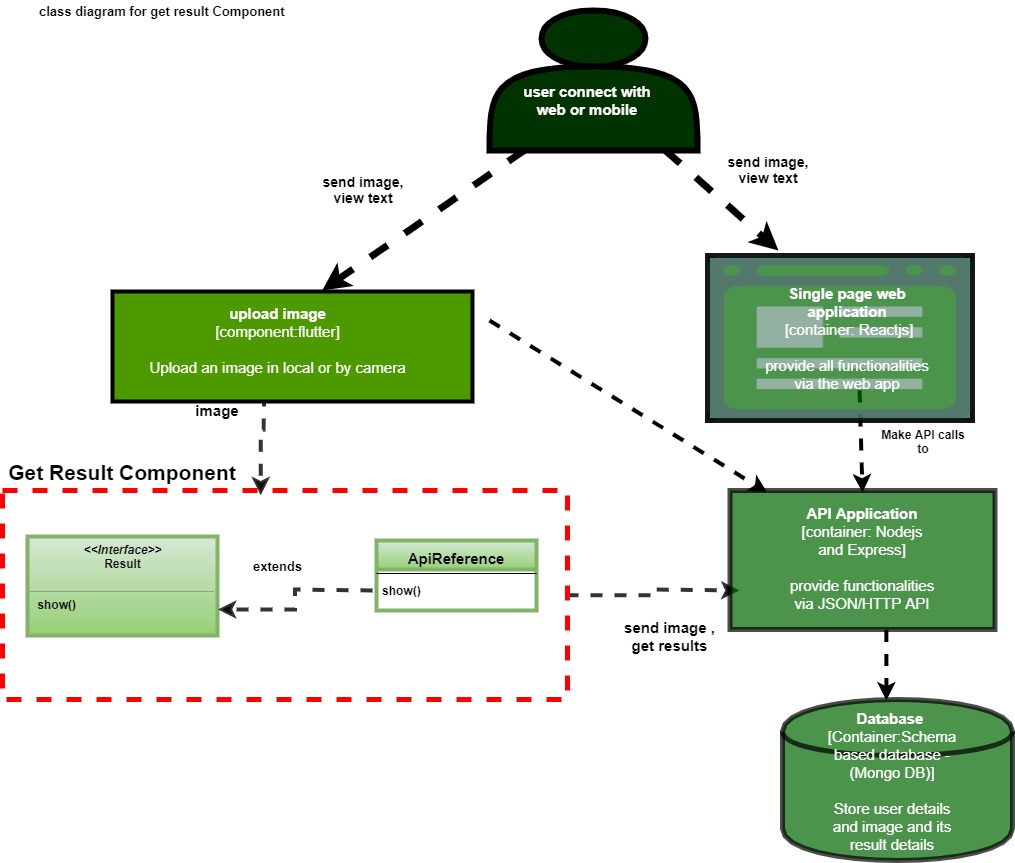 class diagram for get result Component
user connect with
web or mobile
send image,
view text
send image,
view text
upload image
[component:flutter]
Upload an image in local or by camera
Single page web
application
[container: Reactjs]
provide all functionalities
via the web app
image
Make API calls
to
Get Result Component
<<Interface>>
Result
show()
extends
ApiReference
show()
API Application
[container: Nodejs
and Express]
provide functionalities
via JSON/HTTP API
send image ,
get results
Database
[Container:Schema
based database -
(Mongo DB)]
Store user details
and image and its
result details